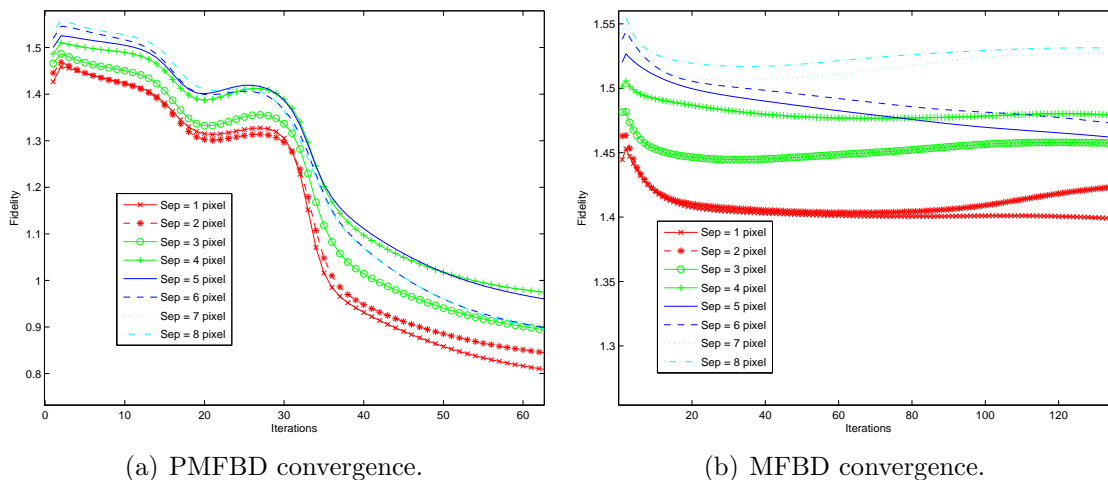 1.5
1.4
1.3
1.2
1.1
1
0.9
0.8
Fidelity
Sep = 1 pixel
Sep = 2 pixel
Sep = 3 pixel
Sep = 4 pixel
Sep = 5 pixel
Sep = 6 pixel
Sep = 7 pixel
Sep = 8 pixel
0 10 20 30 40 50 60
Iterations
(a) PMFBD convergence.
1.55
1.5
1.45
1.4
1.35
1.3
Fidelity
Sep = 1 pixel
Sep = 2 pixel
Sep = 3 pixel
Sep = 4 pixel
Sep = 5 pixel
Sep = 6 pixel
Sep = 7 pixel
Sep = 8 pixel
20 40 60 80 100 120
Iterations
(b) MFBD convergence.